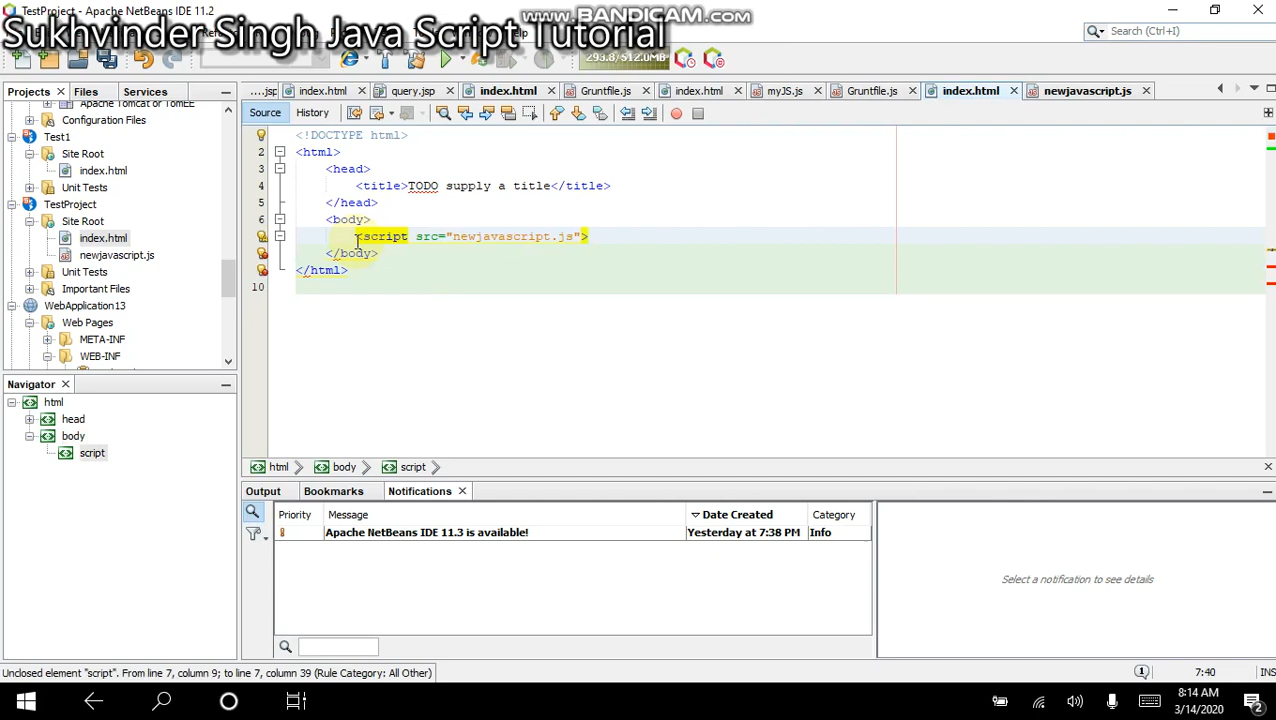 TestProject - Apache NetBeans IDE 11.2
www.BANDICAM.com
Sukhvinder Singh Java Script Tutorial
Search (Ctrl+I)
293.8/512.0MB
Projects Files Services
....jsp index.html query.jsp index.html Gruntfile.js index.html myJS.js Gruntfile.js index.html newjavascript.js
Source History
Apache Tomcat or TomEE
Configuration Files
Test1
Site Root
index.html
Unit Tests
TestProject
Site Root
index.html
newjavascript.js
Unit Tests
Important Files
WebApplication13
Web Pages
META-INF
WEB-INF
<!DOCTYPE html>
2 <html>
3 <head>
4 <title>TODO supply a title</title>
5 </head>
6 <body>
<script src="newjavascript.js">
</body>
</html>
10
Navigator
html
head
body
script
html body script
Output Bookmarks Notifications
Priority Message Date Created Category
Apache NetBeans IDE 11.3 is available! Yesterday at 7:38 PM Info
Select a notification to see details
Unclosed element "script". From line 7, column 9; to line 7, column 39 (Rule Category: All Other)
1 7:40 INS
8:14 AM
3/14/2020
2